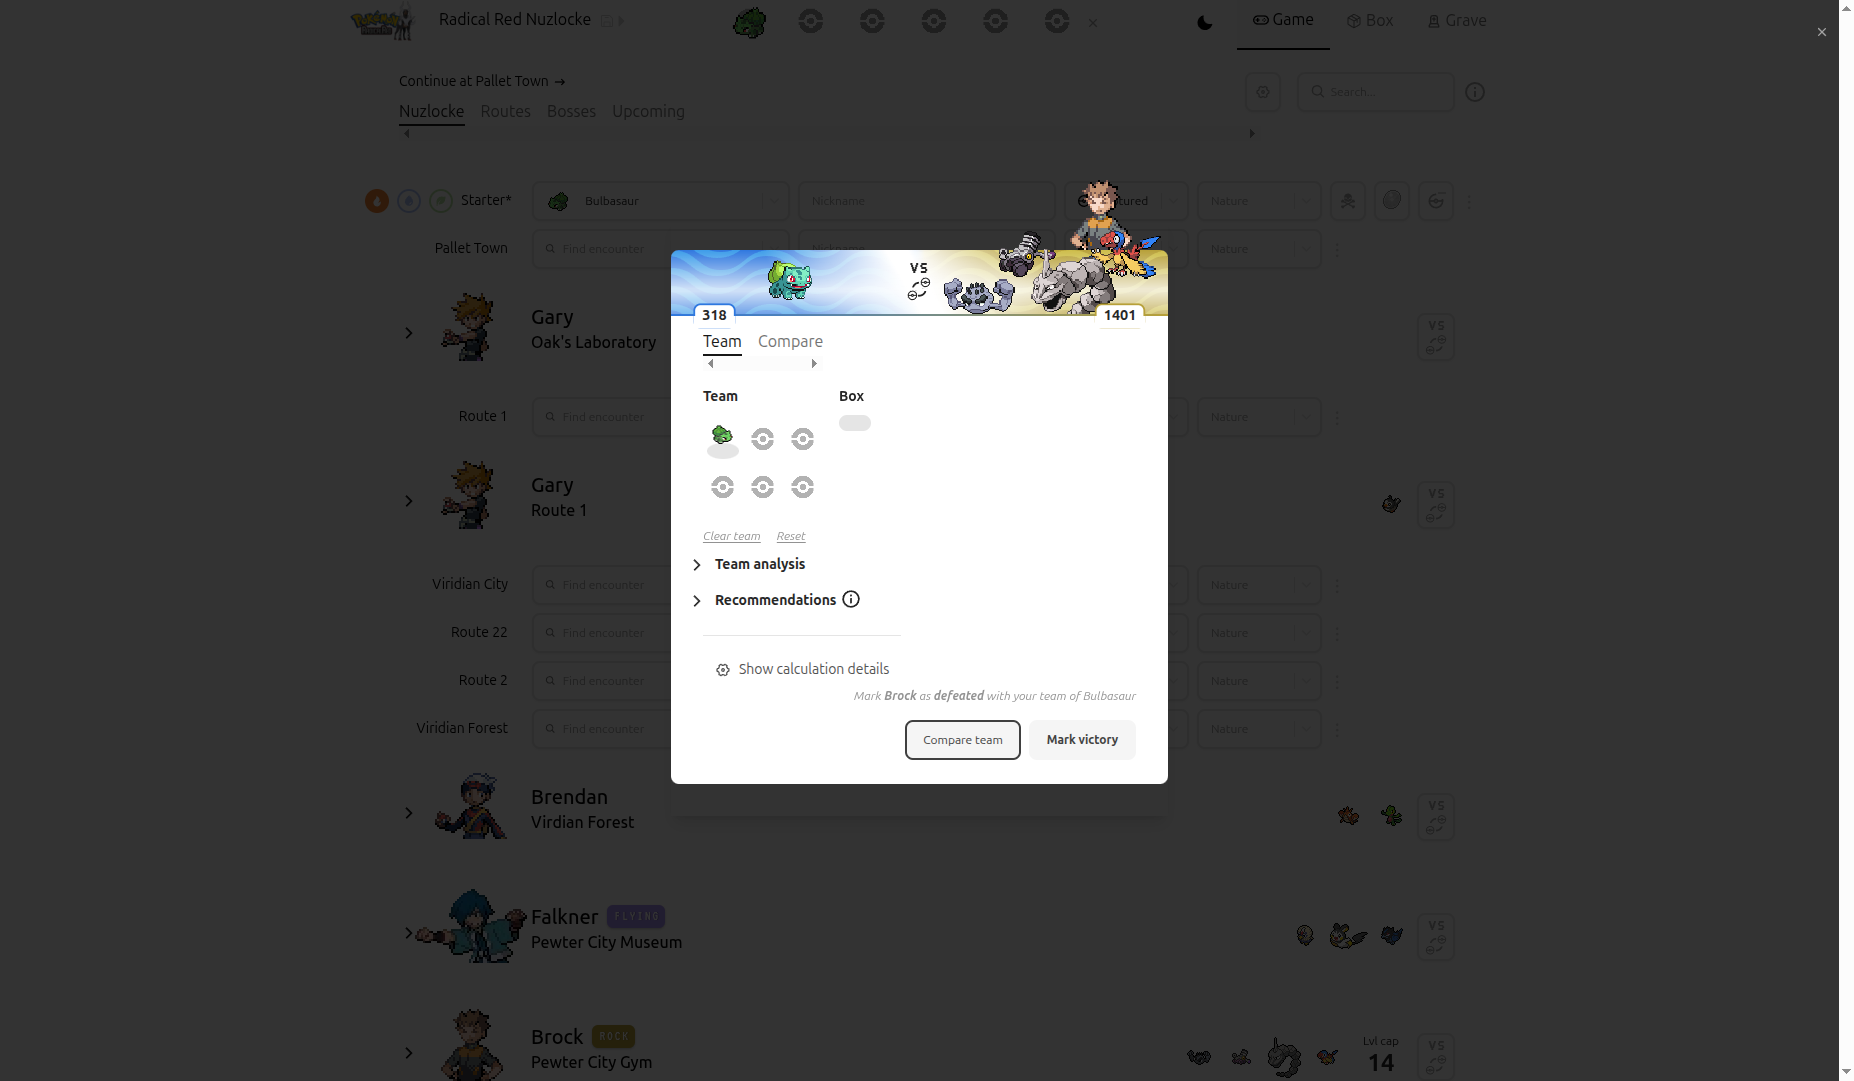 Radical Red Nuzlocke
Game
Box
Grave
Continue at Pallet Town →
Nuzlocke
Routes
Bosses
Upcoming
Search...
Starter*
Bulbasaur
Nickname
tured
Nature
Pallet Town
Find encounter
Nickname
Nature
VS
318
1401
Gary
Oak's Laboratory
VS
Team
Compare
Team
Box
Route 1
Find encounter
Nature
Gary
Route 1
VS
Clear team
Reset
Team analysis
Viridian City
Find encounter
Nature
Recommendations
Route 22
Find encounter
Nature
Show calculation details
Route 2
Find encounter
Nature
Mark Brock as defeated with your team of Bulbasaur
Viridian Forest
Find encounter
Nature
Compare team
Mark victory
Brendan
Virdian Forest
VS
Falkner
FLYING
Pewter City Museum
VS
Brock
ROCK
Pewter City Gym
Lvl cap
14
VS